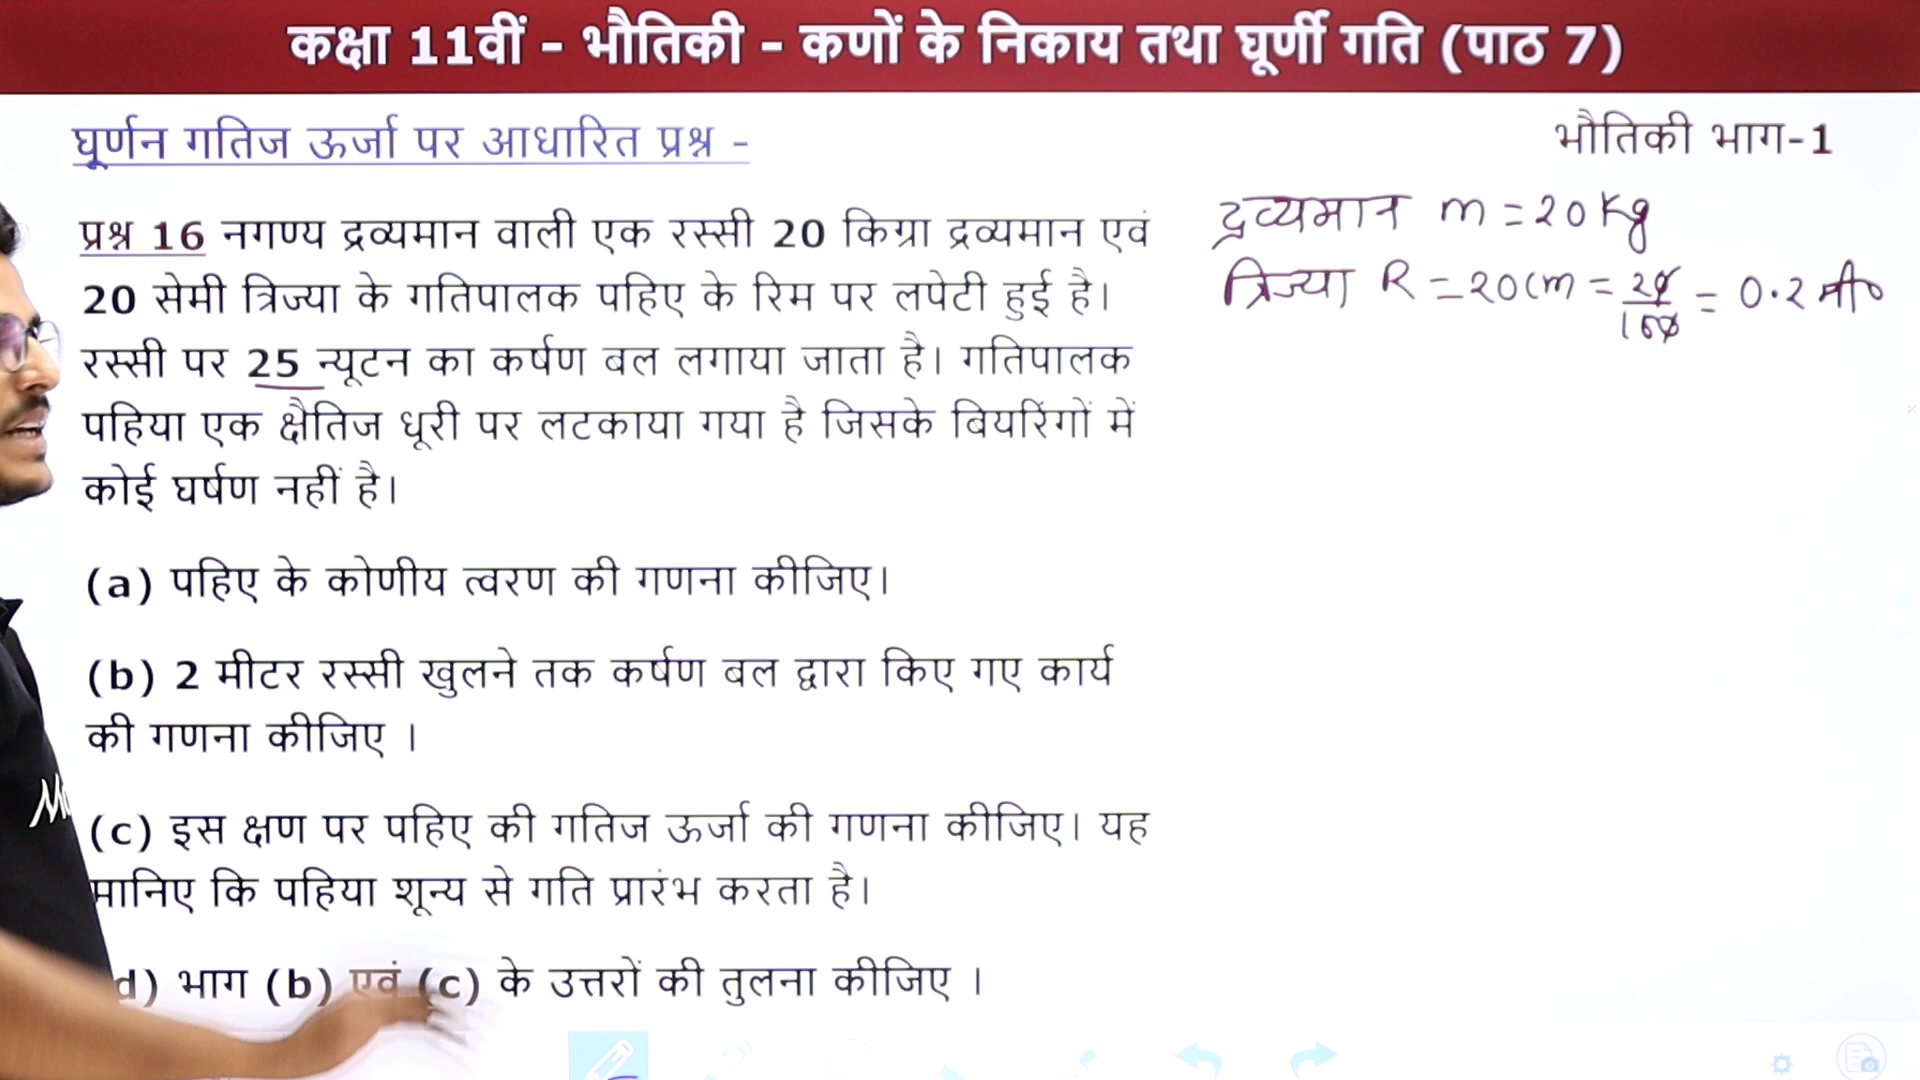 कक्षा 11वीं - भौतिकी - कणों के निकाय तथा घूर्णी गति (पाठ 7)
घूर्णन गतिज ऊर्जा पर आधारित प्रश्न -
भौतिकी भाग-1
प्रश्न 16 नगण्य द्रव्यमान वाली एक रस्सी 20 किग्रा द्रव्यमान एवं
20 सेमी त्रिज्या के गतिपालक पहिए के रिम पर लपेटी हुई है।
रस्सी पर 25 न्यूटन का कर्षण बल लगाया जाता है। गतिपालक
पहिया एक क्षैतिज धूरी पर लटकाया गया है जिसके बियरिंगों में
कोई घर्षण नहीं है।
(a) पहिए के कोणीय त्वरण की गणना कीजिए।
(b) 2 मीटर रस्सी खुलने तक कर्षण बल द्वारा किए गए कार्य
की गणना कीजिए ।
(c) इस क्षण पर पहिए की गतिज ऊर्जा की गणना कीजिए। यह
मानिए कि पहिया शून्य से गति प्रारंभ करता है।
d) भाग (b) एवं (c) के उत्तरों की तुलना कीजिए ।
द्रव्यमान m = 20 Kg
त्रिज्या R = 20 cm = 20/100 = 0.2 मी०